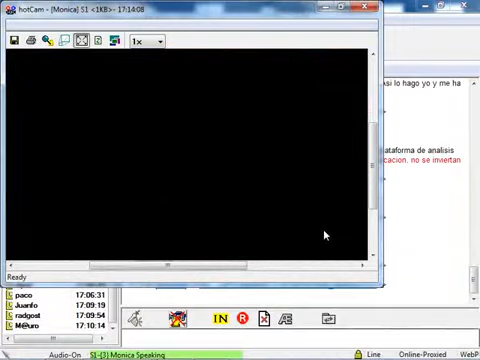 hotCam - [Monica] S1 <1KB> - 17:14:08
1x
Asi lo hago yo y me ha
ataforma de analisis
cacion, no se inviertan
Ready
paco 17:06:31
Juanfo 17:09:19
radgost 17:09:54
M@uro 17:10:14
IN R Æ
Audio-On S1-(3) Monica Speaking Line Online-Proxied WebP